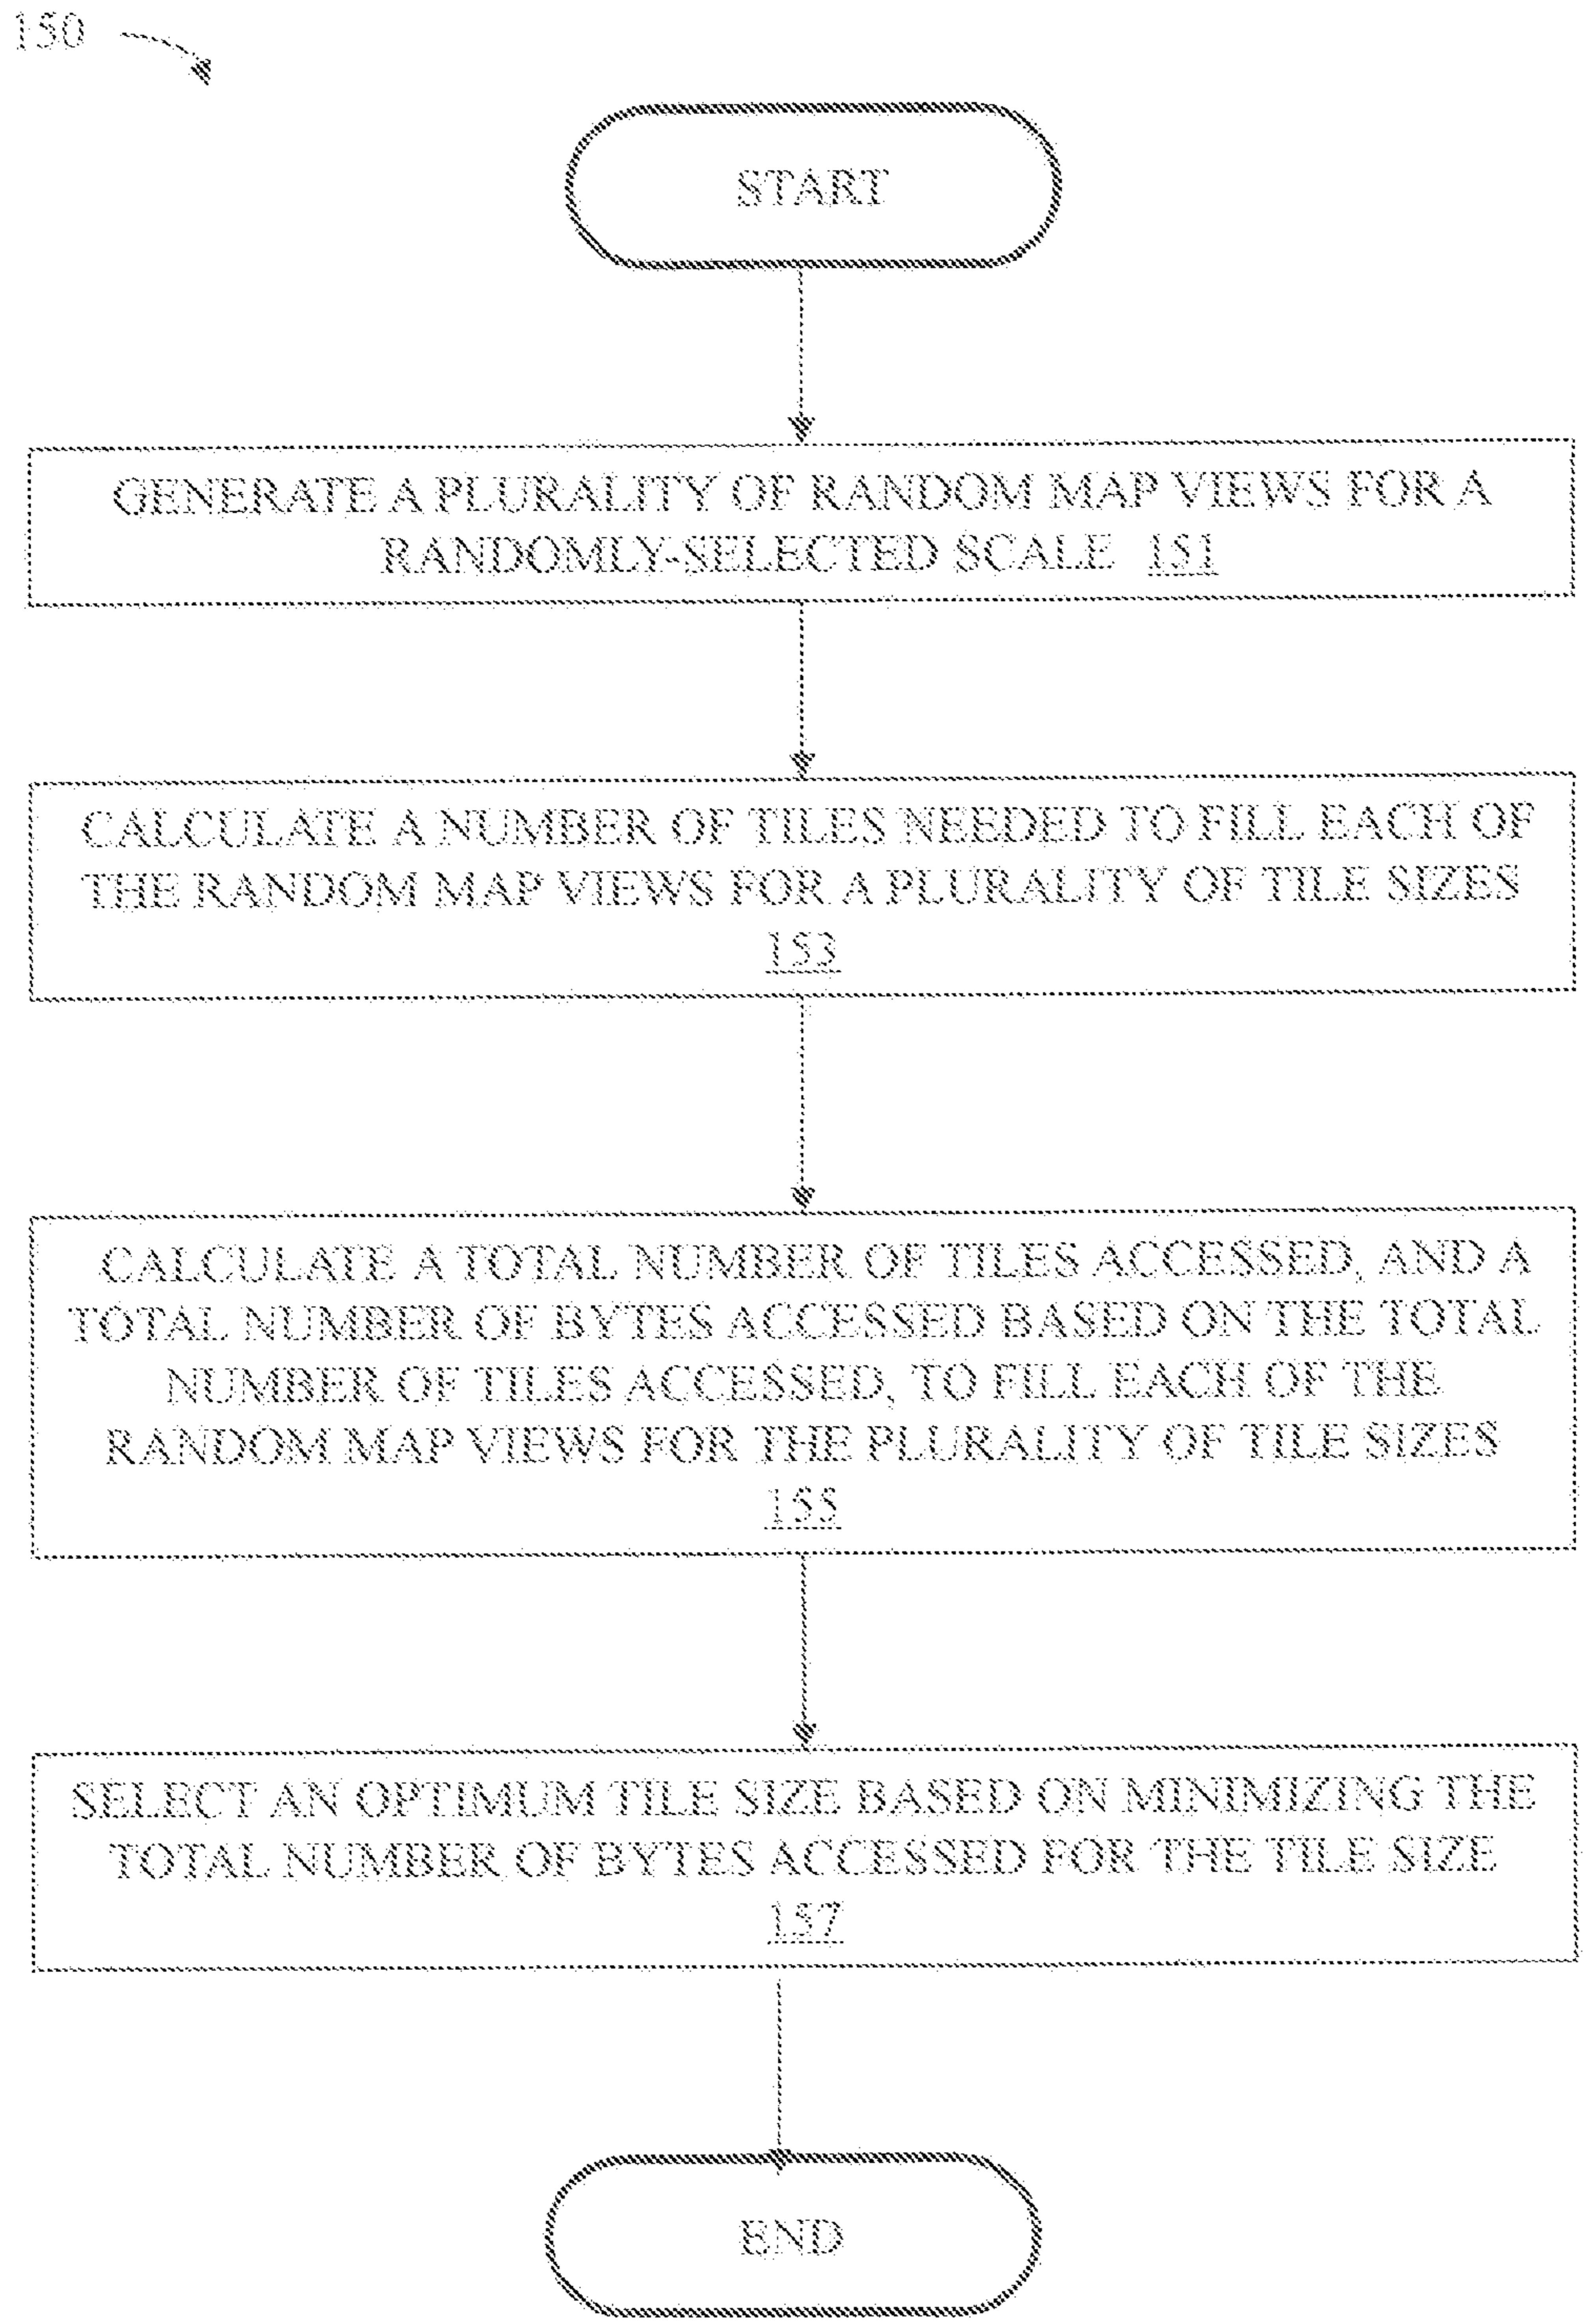 150
START
GENERATE A PLURALITY OF RANDOM MAP VIEWS FOR A
RANDOMLY-SELECTED SCALE 151
CALCULATE A NUMBER OF TILES NEEDED TO FILL EACH OF
THE RANDOM MAP VIEWS FOR A PLURALITY OF TILE SIZES
153
CALCULATE A TOTAL NUMBER OF TILES ACCESSED, AND A
TOTAL NUMBER OF BYTES ACCESSED BASED ON THE TOTAL
NUMBER OF TILES ACCESSED, TO FILL EACH OF THE
RANDOM MAP VIEWS FOR THE PLURALITY OF TILE SIZES
155
SELECT AN OPTIMUM TILE SIZE BASED ON MINIMIZING THE
TOTAL NUMBER OF BYTES ACCESSED FOR THE TILE SIZE
157
END